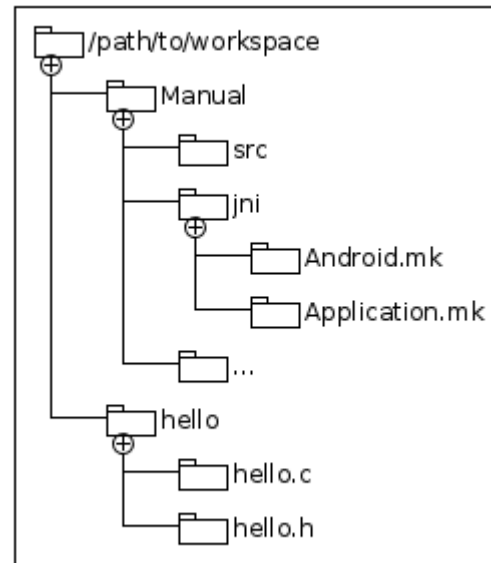 /path/to/workspace
Manual
src
jni
Android.mk
Application.mk
...
hello
hello.c
hello.h